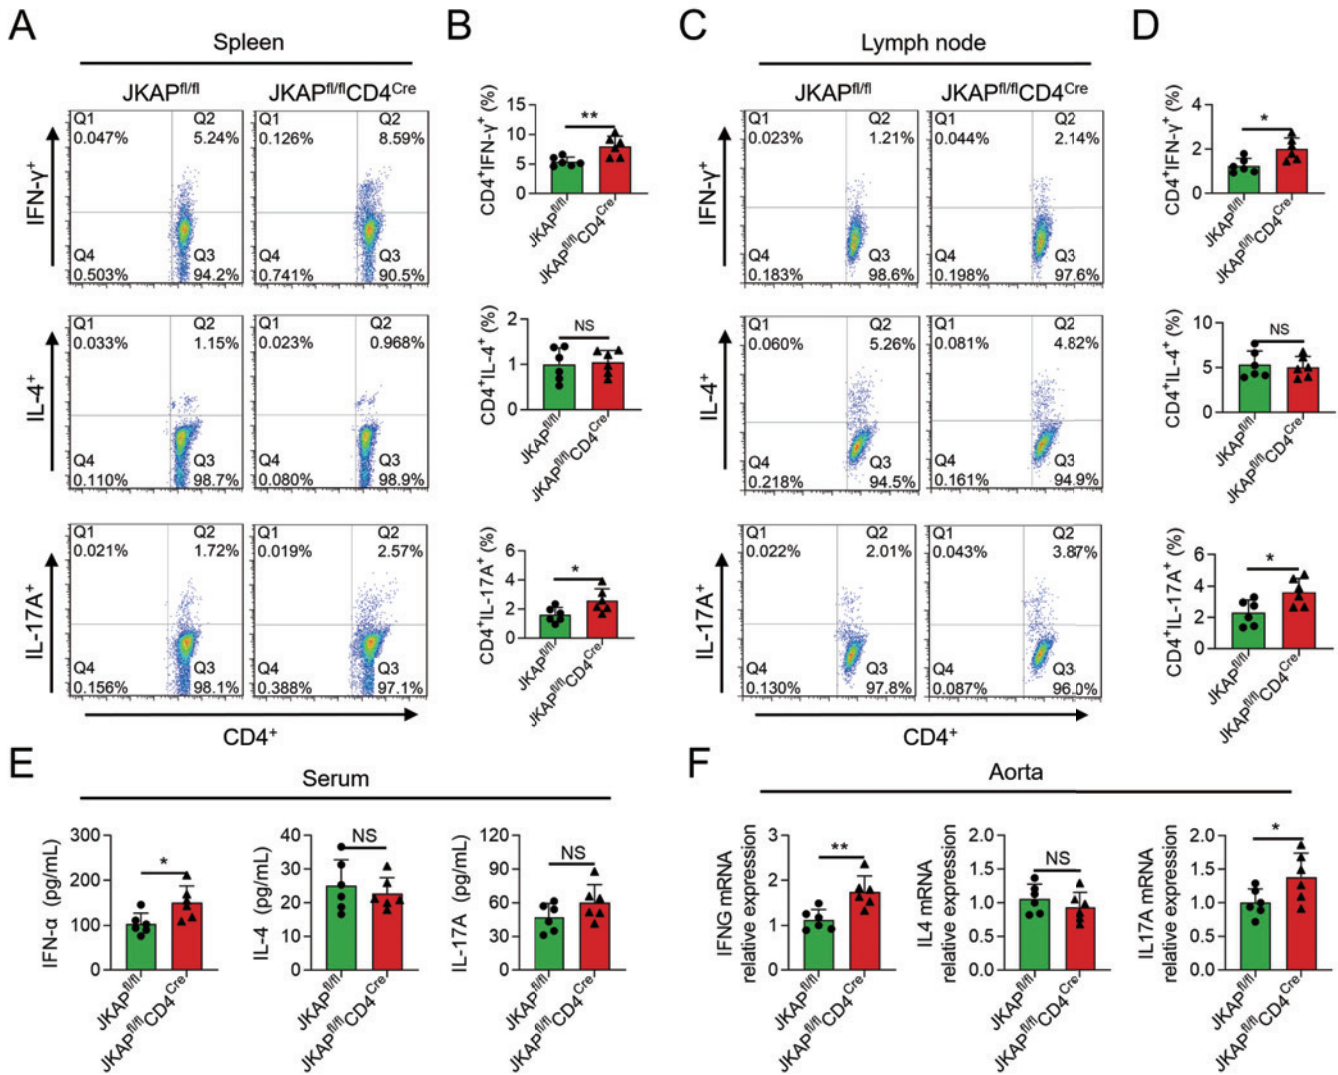 A
Spleen
JKAPfl/fl
JKAPfl/flCD4Cre
IFN-γ+
Q1
0.047%
Q2
5.24%
Q4
0.503%
Q3
94.2%
Q1
0.126%
Q2
8.59%
Q4
0.741%
Q3
90.5%
IL-4+
Q1
0.033%
Q2
1.15%
Q4
0.110%
Q3
98.7%
Q1
0.023%
Q2
0.968%
Q4
0.080%
Q3
98.9%
IL-17A+
Q1
0.021%
Q2
1.72%
Q4
0.156%
Q3
98.1%
Q1
0.019%
Q2
2.57%
Q4
0.388%
Q3
97.1%
CD4+
B
CD4+IFN-γ+ (%)
15
10
5
0
**
JKAPfl/fl
JKAPfl/flCD4Cre
CD4+IL-4+ (%)
2
1
0
NS
JKAPfl/fl
JKAPfl/flCD4Cre
CD4+IL-17A+ (%)
6
4
2
0
*
JKAPfl/fl
JKAPfl/flCD4Cre
C
Lymph node
JKAPfl/fl
JKAPfl/flCD4Cre
IFN-γ+
Q1
0.023%
Q2
1.21%
Q4
0.183%
Q3
98.6%
Q1
0.044%
Q2
2.14%
Q4
0.198%
Q3
97.6%
IL-4+
Q1
0.060%
Q2
5.26%
Q4
0.218%
Q3
94.5%
Q1
0.081%
Q2
4.82%
Q4
0.161%
Q3
94.9%
IL-17A+
Q1
0.022%
Q2
2.01%
Q4
0.130%
Q3
97.8%
Q1
0.043%
Q2
3.87%
Q4
0.087%
Q3
96.0%
CD4+
D
CD4+IFN-γ+ (%)
4
2
0
*
JKAPfl/fl
JKAPfl/flCD4Cre
CD4+IL-4+ (%)
10
5
0
NS
JKAPfl/fl
JKAPfl/flCD4Cre
CD4+IL-17A+ (%)
6
4
2
0
*
JKAPfl/fl
JKAPfl/flCD4Cre
E
Serum
IFN-α (pg/mL)
300
200
100
0
*
JKAPfl/fl
JKAPfl/flCD4Cre
IL-4 (pg/mL)
40
30
20
10
0
NS
JKAPfl/fl
JKAPfl/flCD4Cre
IL-17A (pg/mL)
120
90
60
30
0
NS
JKAPfl/fl
JKAPfl/flCD4Cre
F
Aorta
IFNG mRNA
relative expression
3
2
1
0
**
JKAPfl/fl
JKAPfl/flCD4Cre
IL4 mRNA
relative expression
2.0
1.5
1.0
0.5
0.0
NS
JKAPfl/fl
JKAPfl/flCD4Cre
IL17A mRNA
relative expression
2.0
1.5
1.0
0.5
0.0
*
JKAPfl/fl
JKAPfl/flCD4Cre